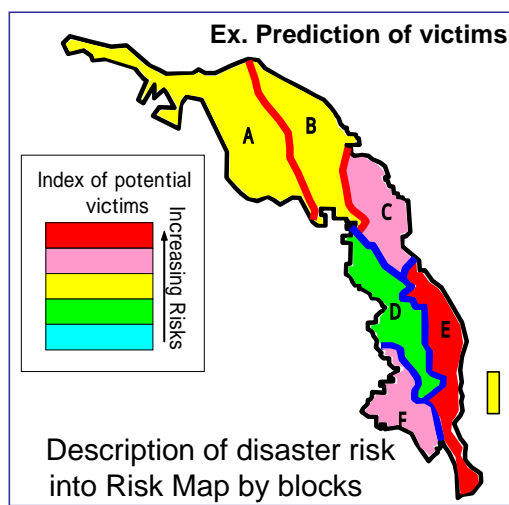 Ex. Prediction of victims
A
B
C
D
E
F
Index of potential
victims
Increasing Risks
Description of disaster risk
into Risk Map by blocks